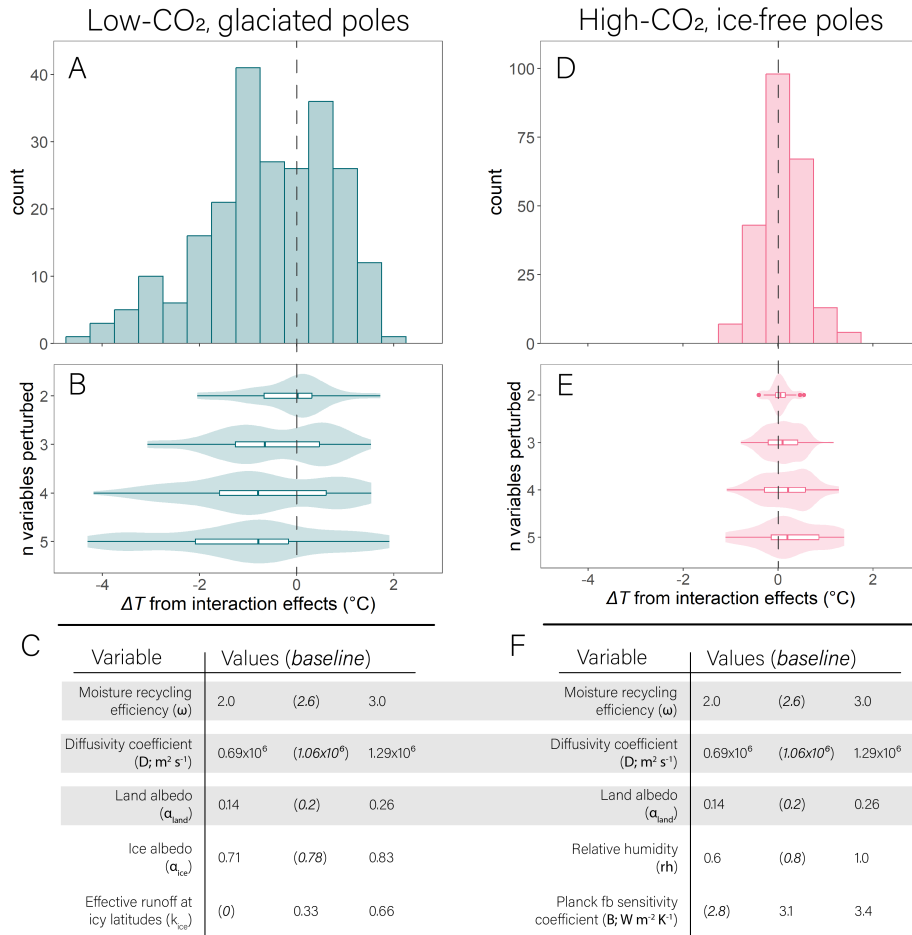 Low-CO₂, glaciated poles
High-CO₂, ice-free poles
A
40
30
20
10
0
count
D
100
75
50
25
0
count
B
2
3
4
5
n variables perturbed
-4 -2 0 2
ΔT from interaction effects (°C)
E
2
3
4
5
n variables perturbed
-4 -2 0 2
ΔT from interaction effects (°C)
C
Variable Values (baseline)
Moisture recycling
efficiency (ω) 2.0 (2.6) 3.0
Diffusivity coefficient
(D; m² s⁻¹) 0.69x10⁶ (1.06x10⁶) 1.29x10⁶
Land albedo
(α_land) 0.14 (0.2) 0.26
Ice albedo
(α_ice) 0.71 (0.78) 0.83
Effective runoff at
icy latitudes (k_ice) (0) 0.33 0.66
F
Variable Values (baseline)
Moisture recycling
efficiency (ω) 2.0 (2.6) 3.0
Diffusivity coefficient
(D; m² s⁻¹) 0.69x10⁶ (1.06x10⁶) 1.29x10⁶
Land albedo
(α_land) 0.14 (0.2) 0.26
Relative humidity
(rh) 0.6 (0.8) 1.0
Planck fb sensitivity
coefficient (B; W m⁻² K⁻¹) (2.8) 3.1 3.4